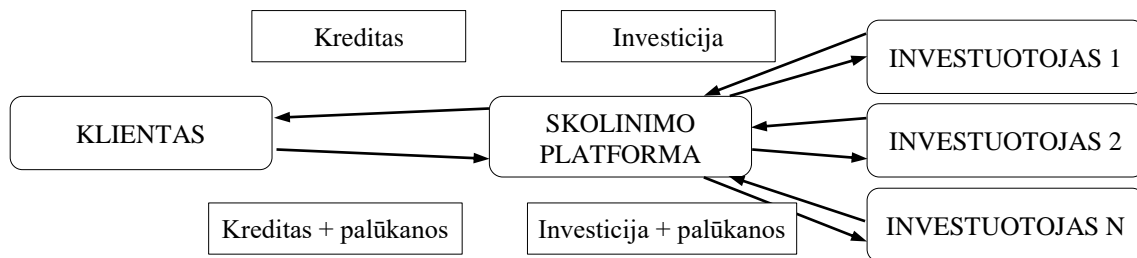 Kreditas
Investicija
INVESTUOTOJAS 1
KLIENTAS
SKOLINIMO
PLATFORMA
INVESTUOTOJAS 2
Kreditas + palūkanos
Investicija + palūkanos
INVESTUOTOJAS N